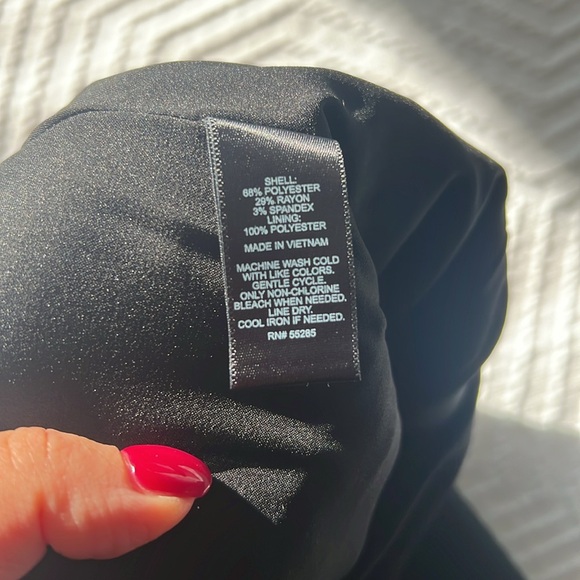 SHELL:
68% POLYESTER
29% RAYON
3% SPANDEX
LINING:
100% POLYESTER
MADE IN VIETNAM
MACHINE WASH COLD
WITH LIKE COLORS.
GENTLE CYCLE.
ONLY NON-CHLORINE
BLEACH WHEN NEEDED.
LINE DRY.
COOL IRON IF NEEDED.
RN# 55285